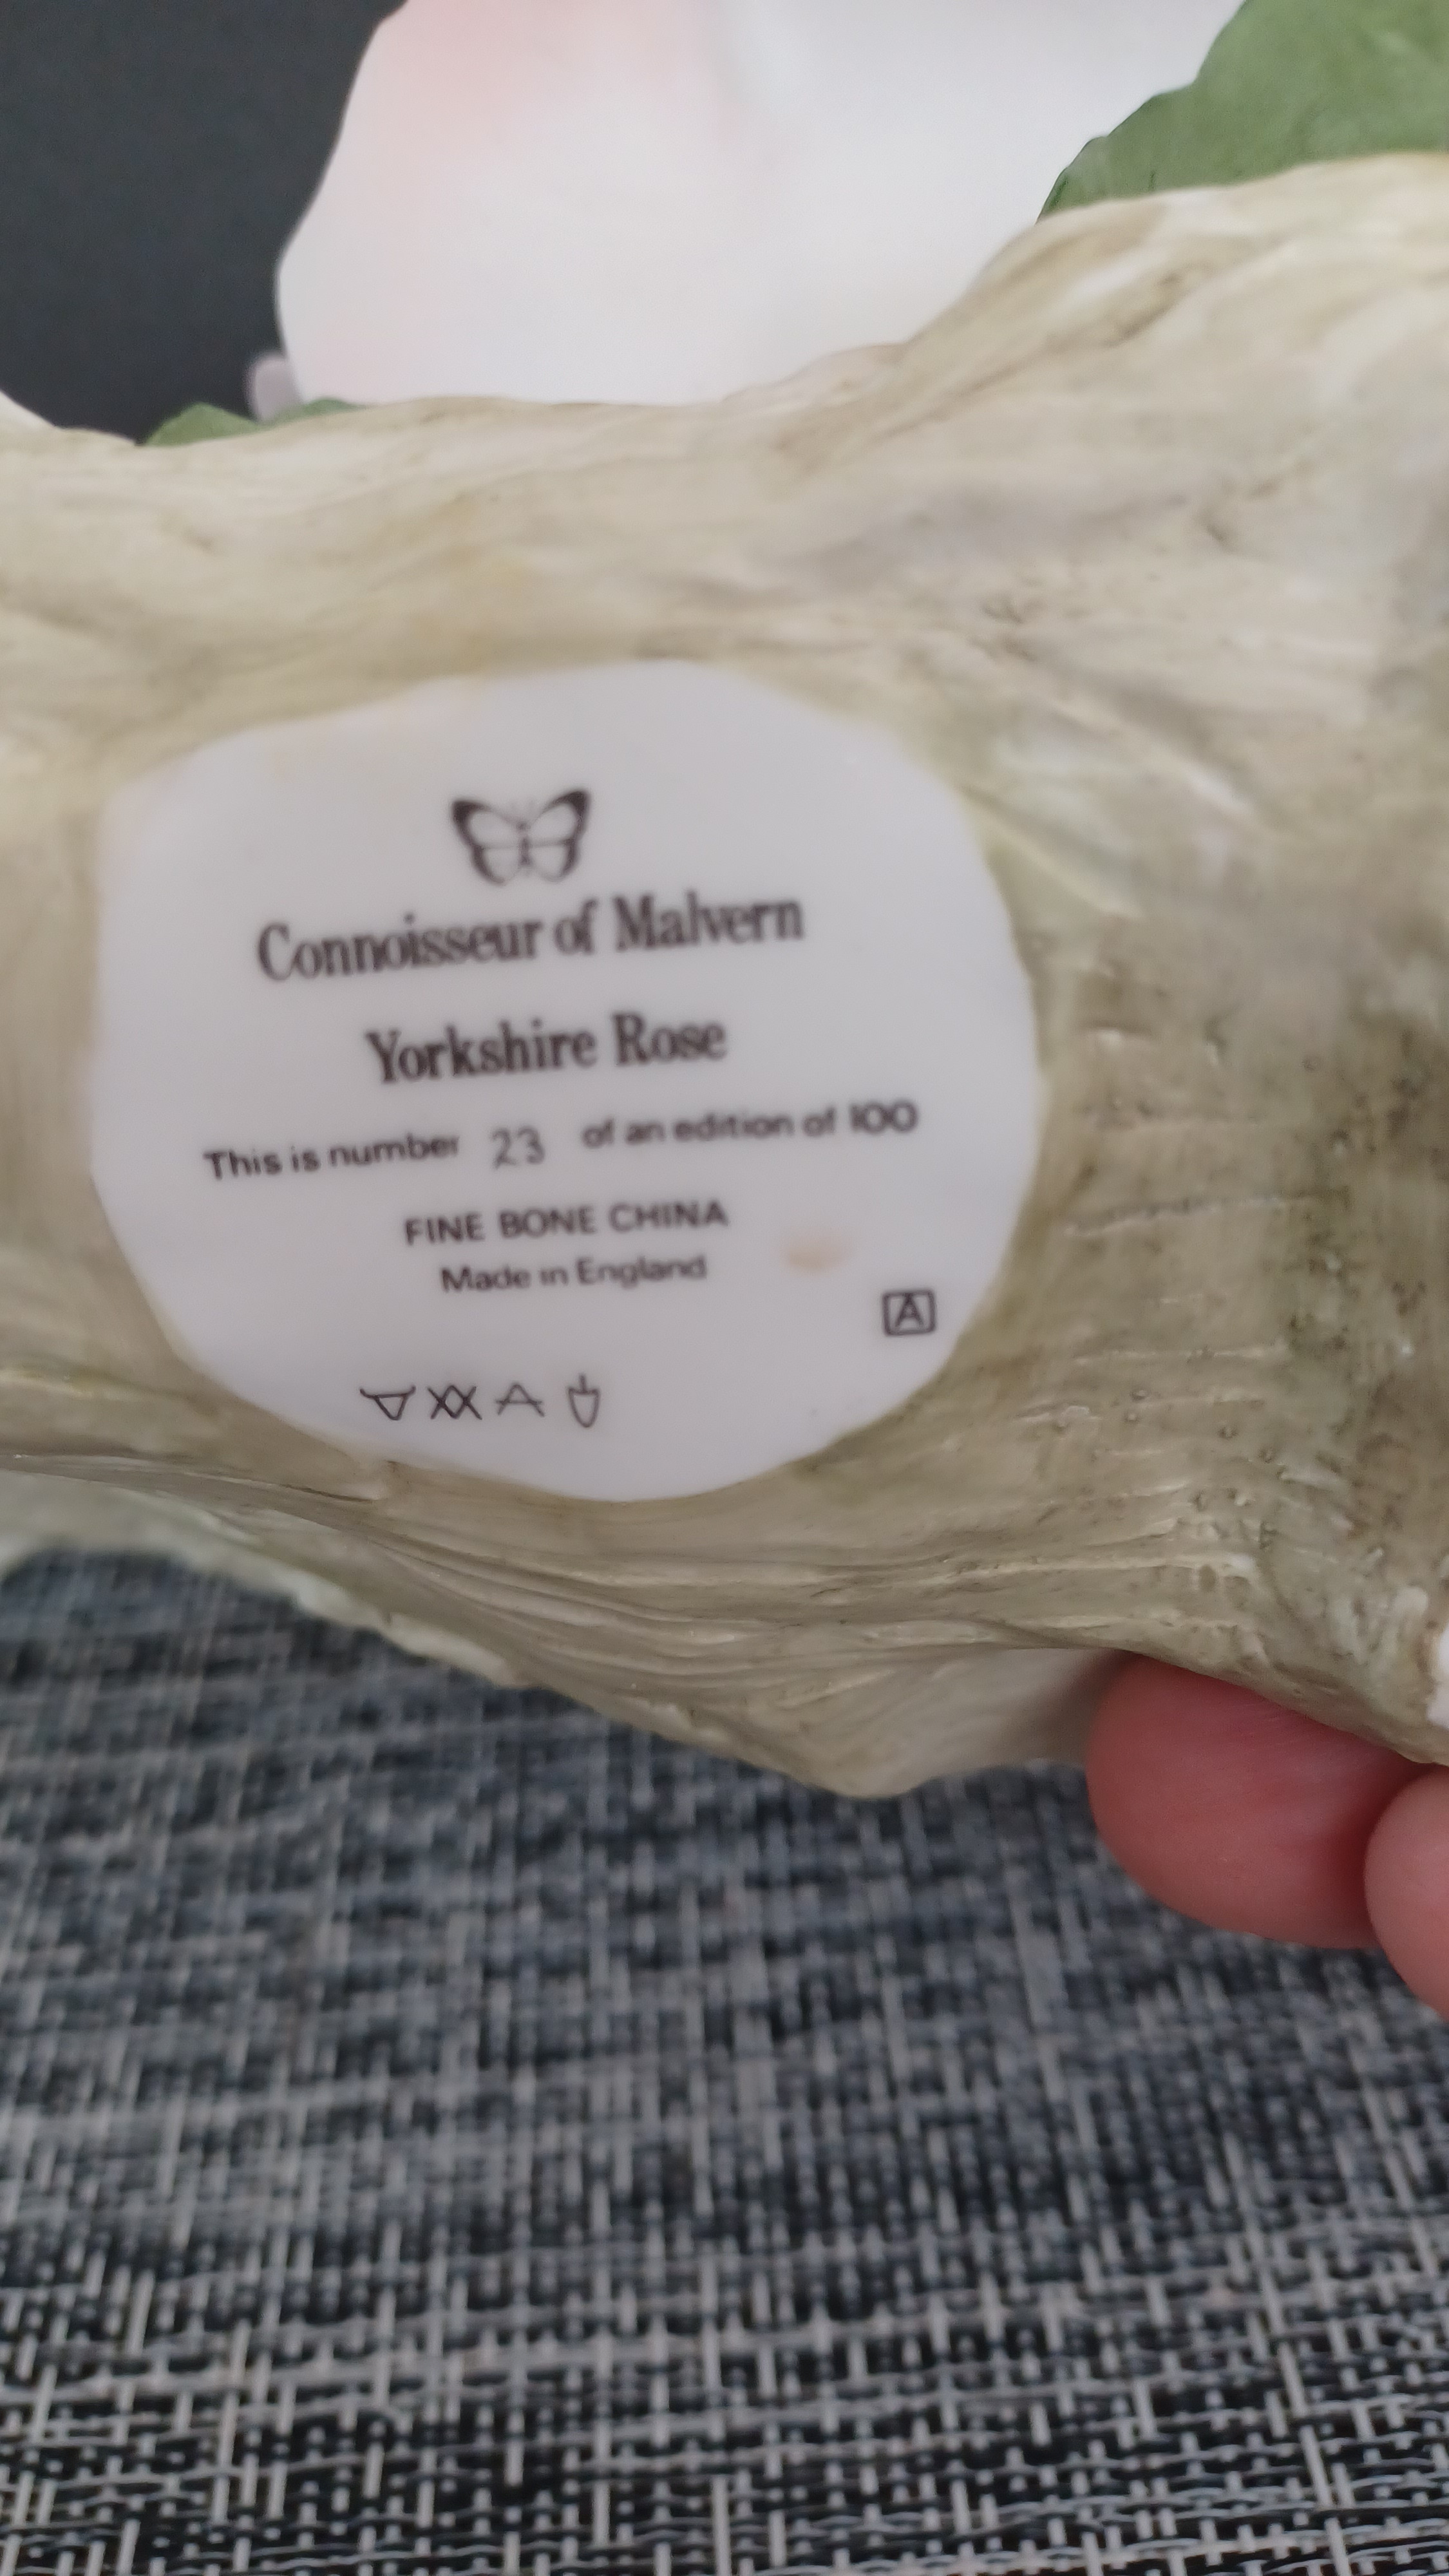 Connoisseur of Malvern
Yorkshire Rose
This is number 23 of an edition of 100
FINE BONE CHINA
Made in England
A